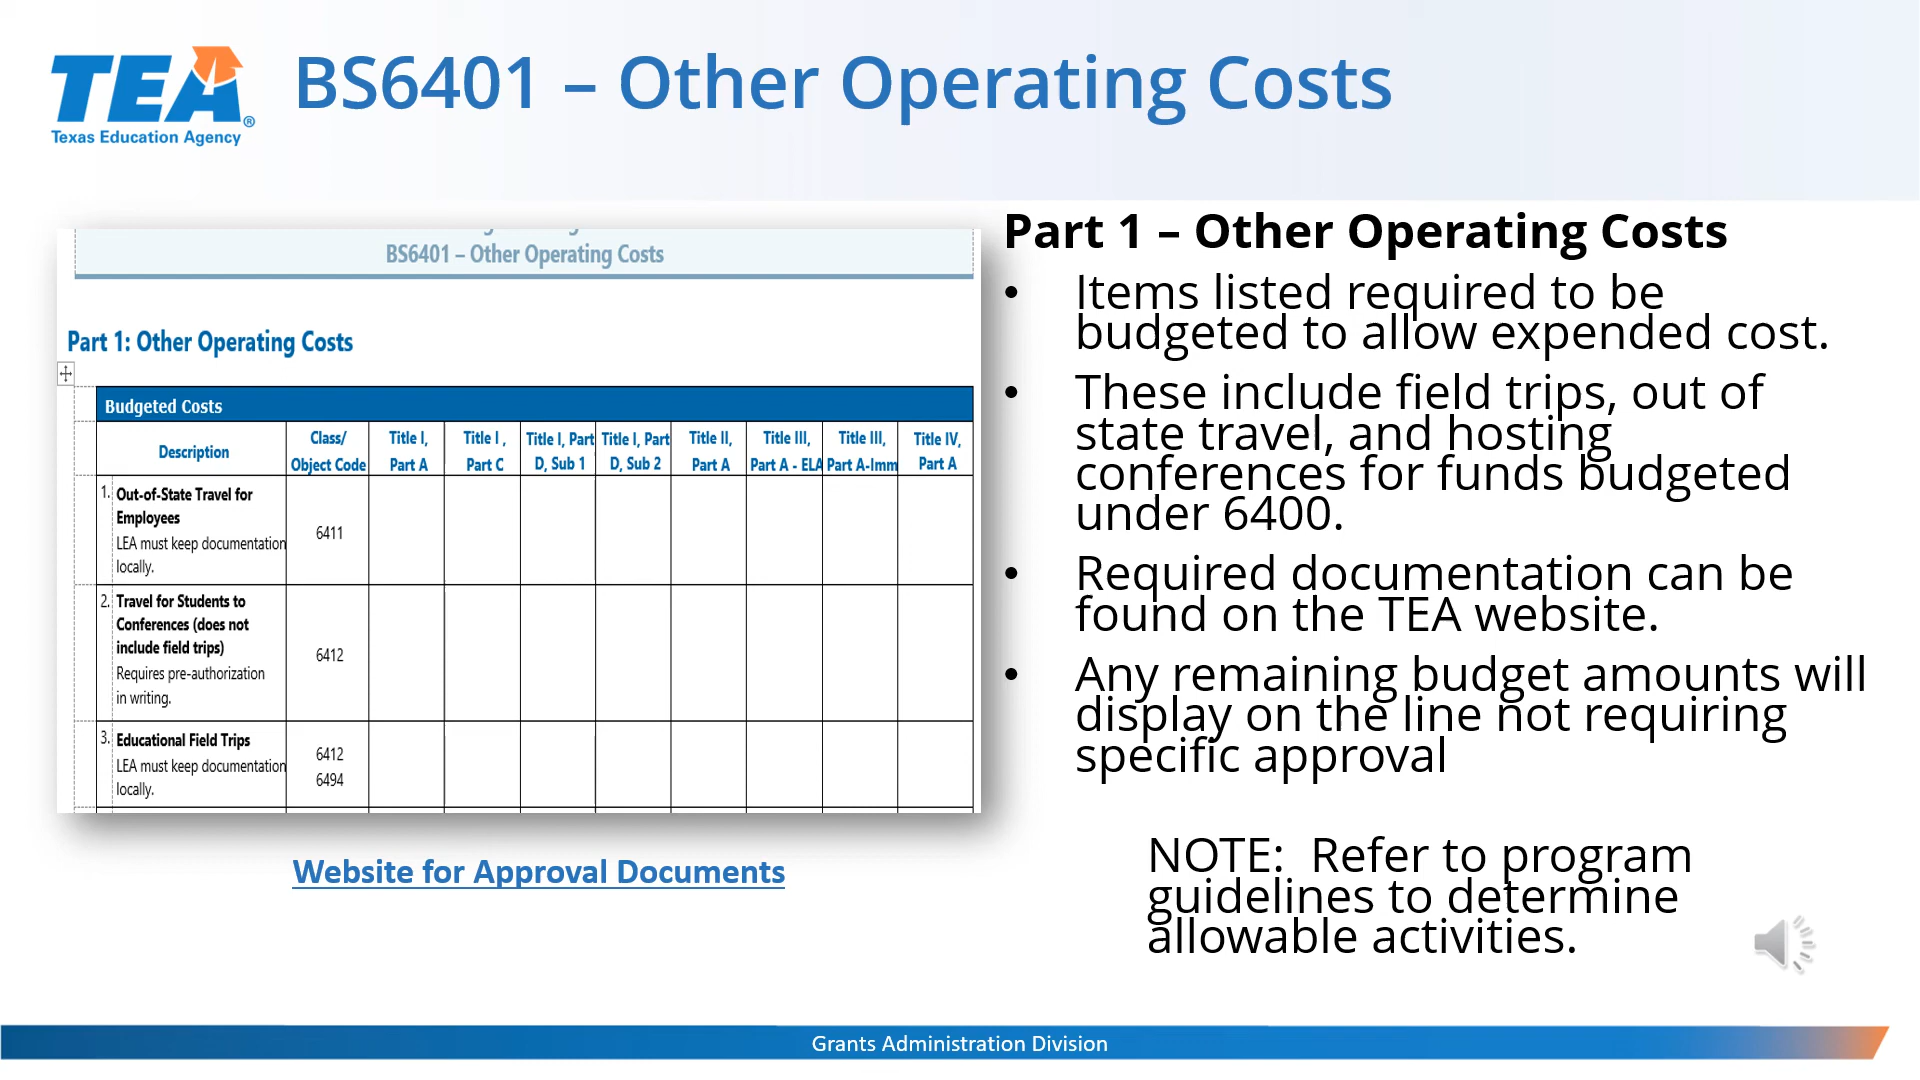 TEA®
Texas Education Agency
BS6401 – Other Operating Costs
BS6401 – Other Operating Costs
Part 1: Other Operating Costs
Budgeted Costs
Description
Class/
Object Code
Title I,
Part A
Title I ,
Part C
Title I, Part
D, Sub 1
Title I, Part
D, Sub 2
Title II,
Part A
Title III,
Part A - ELA
Title III,
Part A-Imm
Title IV,
Part A
1. Out-of-State Travel for
Employees
LEA must keep documentation
locally.
6411
2. Travel for Students to
Conferences (does not
include field trips)
Requires pre-authorization
in writing.
6412
3. Educational Field Trips
LEA must keep documentation
locally.
6412
6494
Website for Approval Documents
Part 1 – Other Operating Costs
• Items listed required to be
budgeted to allow expended cost.
• These include field trips, out of
state travel, and hosting
conferences for funds budgeted
under 6400.
• Required documentation can be
found on the TEA website.
• Any remaining budget amounts will
display on the line not requiring
specific approval
NOTE: Refer to program
guidelines to determine
allowable activities.
Grants Administration Division